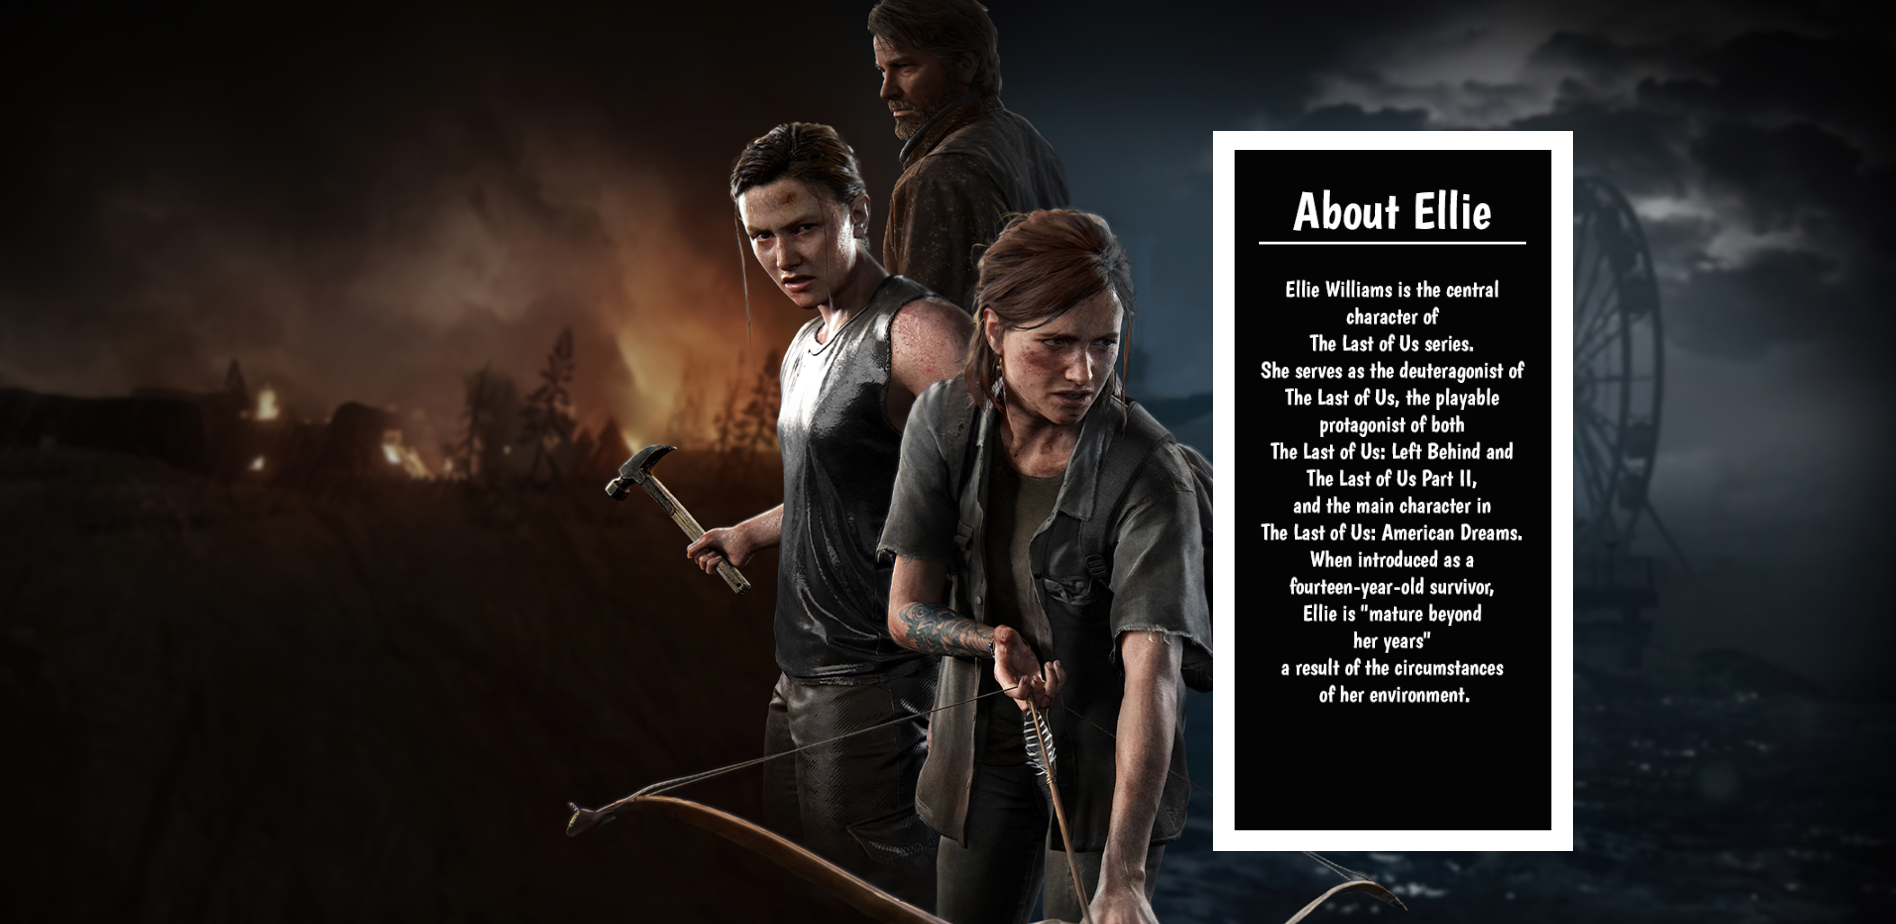 About Ellie
Ellie Williams is the central
character of
The Last of Us series.
She serves as the deuteragonist of
The Last of Us, the playable
protagonist of both
The Last of Us: Left Behind and
The Last of Us Part II,
and the main character in
The Last of Us: American Dreams.
When introduced as a
fourteen-year-old survivor,
Ellie is "mature beyond
her years"
a result of the circumstances
of her environment.